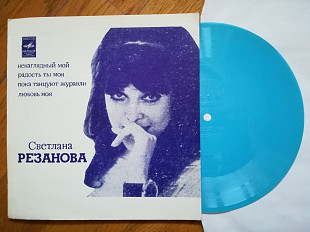 ненаглядный мой
радость ты моя
пока танцуют журавли
любовь моя
Светлана
РЕЗАНОВА